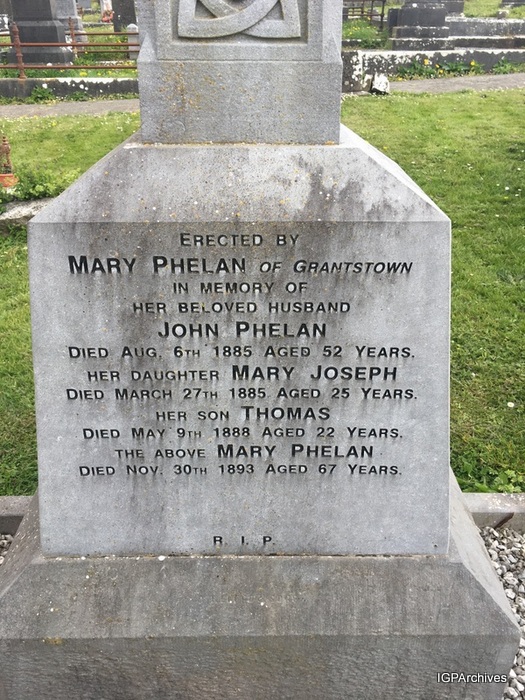 Erected by
Mary Phelan of Grantstown
in memory of
her beloved husband
John Phelan
Died Aug. 6th 1885 Aged 52 Years.
her daughter Mary Joseph
Died March 27th 1885 Aged 25 Years.
her son Thomas
Died May 9th 1888 Aged 22 Years.
the above Mary Phelan
Died Nov. 30th 1893 Aged 67 Years.
R. I. P.
IGPArchives